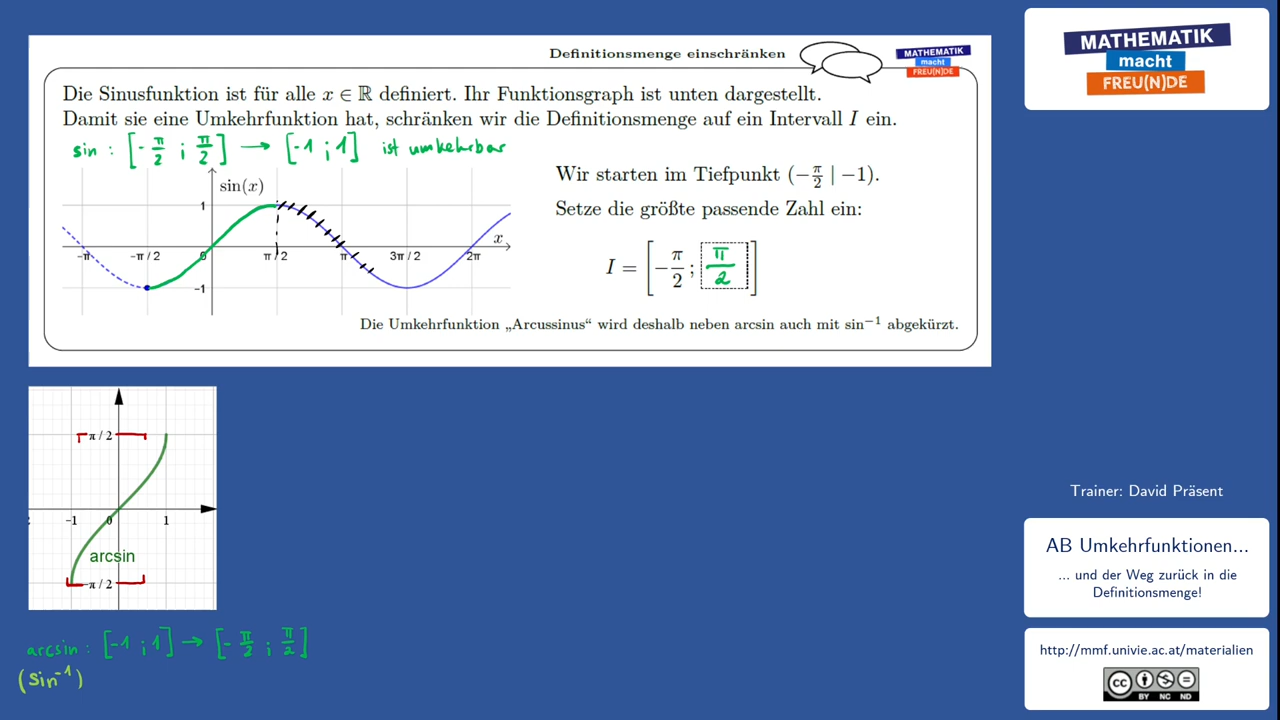 Definitionsmenge einschränken
MATHEMATIK
macht
FREU(N)DE
Die Sinusfunktion ist für alle x ∈ ℝ definiert. Ihr Funktionsgraph ist unten dargestellt.
Damit sie eine Umkehrfunktion hat, schränken wir die Definitionsmenge auf ein Intervall I ein.
sin : [-π/2 ; π/2] → [-1 ; 1] ist umkehrbar
sin(x)
1
x
-π -π / 2 0 π / 2 π 3π / 2 2π
−1
Wir starten im Tiefpunkt (−π/2 | −1).
Setze die größte passende Zahl ein:
I = [−π/2 ; π/2]
Die Umkehrfunktion „Arcussinus“ wird deshalb neben arcsin auch mit sin⁻¹ abgekürzt.
π / 2
−1 0 1
arcsin
−π / 2
arcsin : [-1 ; 1] → [-π/2 ; π/2]
(sin⁻¹)
MATHEMATIK
macht
FREU(N)DE
Trainer: David Präsent
AB Umkehrfunktionen...
... und der Weg zurück in die
Definitionsmenge!
http://mmf.univie.ac.at/materialien
cc
BY NC ND